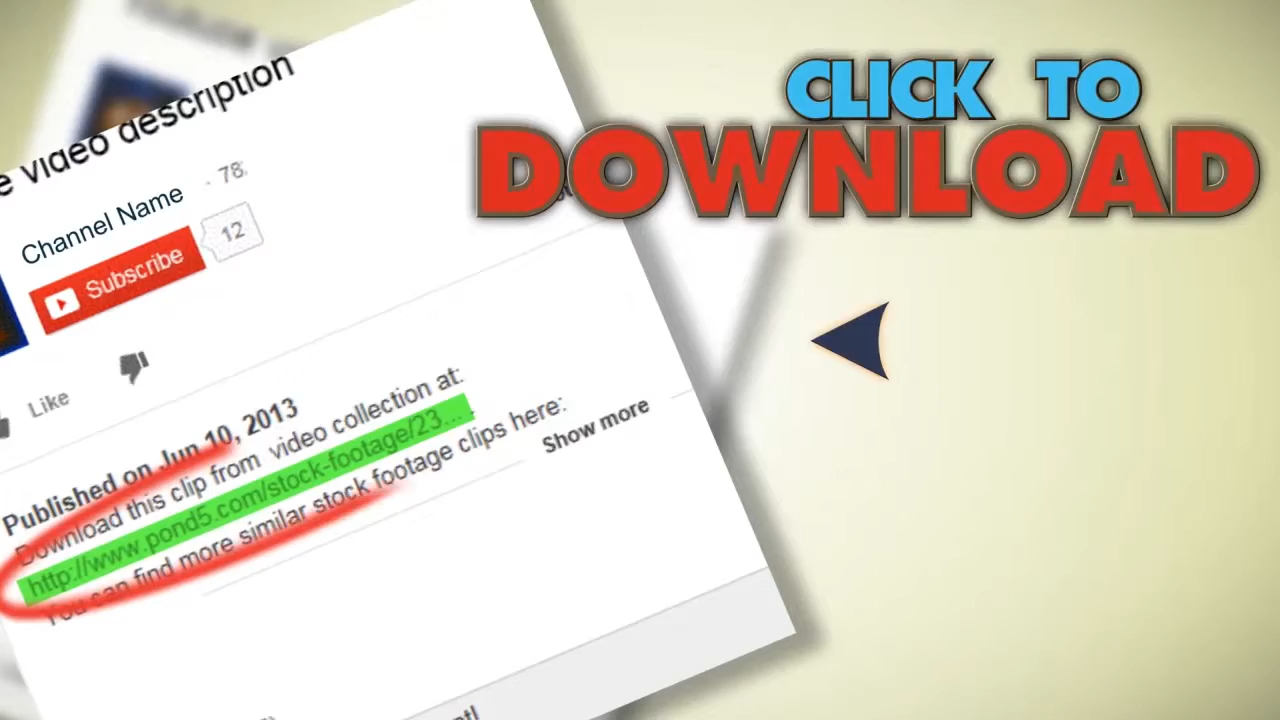 CLICK TO
DOWNLOAD
e video description
Channel Name
78
Subscribe
12
Like
Published on Jun 10, 2013
Download this clip from video collection at:
http://www.pond5.com/stock-footage/23...
You can find more similar stock footage clips here:
Show more